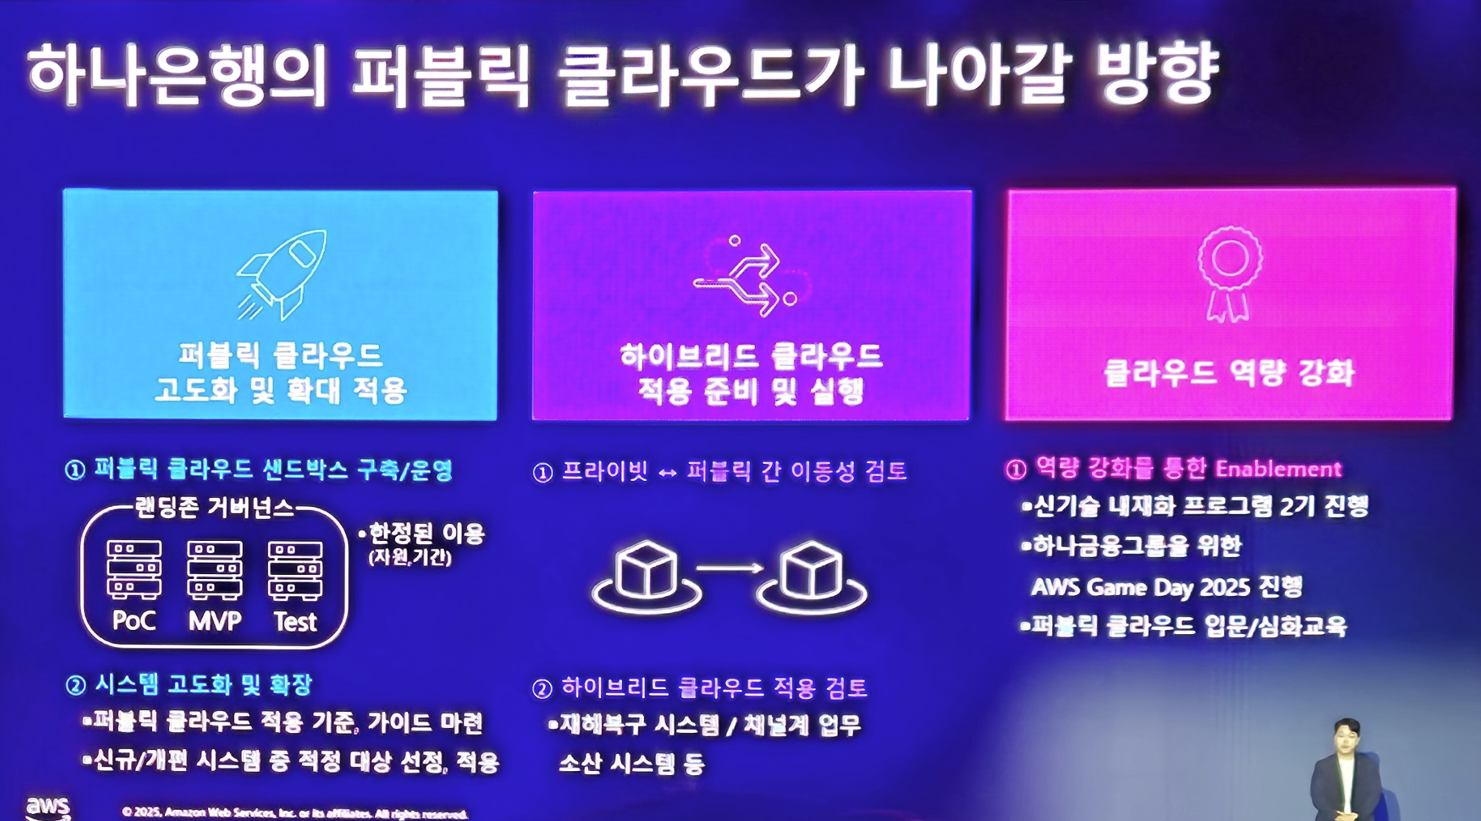 하나은행의 퍼블릭 클라우드가 나아갈 방향
퍼블릭 클라우드
고도화 및 확대 적용
① 퍼블릭 클라우드 샌드박스 구축/운영
랜딩존 거버넌스
PoC MVP Test
•한정된 이용
(자원,기간)
② 시스템 고도화 및 확장
▪퍼블릭 클라우드 적용 기준, 가이드 마련
▪신규/개편 시스템 중 적정 대상 선정, 적용
하이브리드 클라우드
적용 준비 및 실행
① 프라이빗 ↔ 퍼블릭 간 이동성 검토
② 하이브리드 클라우드 적용 검토
▪재해복구 시스템 / 채널계 업무
소산 시스템 등
클라우드 역량 강화
① 역량 강화를 통한 Enablement
▪신기술 내재화 프로그램 2기 진행
▪하나금융그룹을 위한
AWS Game Day 2025 진행
▪퍼블릭 클라우드 입문/심화교육
aws
© 2025, Amazon Web Services, Inc. or its affiliates. All rights reserved.